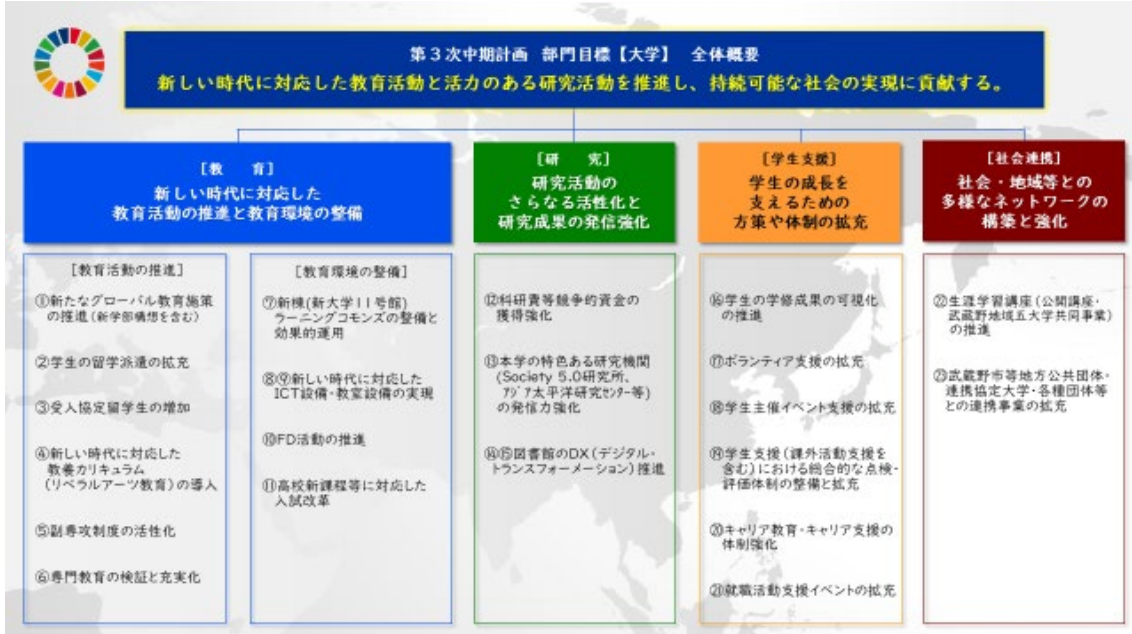 第3次中期計画 部門目標【大学】 全体概要
新しい時代に対応した教育活動と活力のある研究活動を推進し、持続可能な社会の実現に貢献する。
[教 育]
新しい時代に対応した
教育活動の推進と教育環境の整備
[教育活動の推進]
①新たなグローバル教育施策
の推進(新学部構想を含む)
②学生の留学派遣の拡充
③受入協定留学生の増加
④新しい時代に対応した
教養カリキュラム
(リベラルアーツ教育)の導入
⑤副専攻制度の活性化
⑥専門教育の検証と充実化
[教育環境の整備]
⑦新棟(新大学11号館)
ラーニングコモンズの整備と
効果的運用
⑧⑨新しい時代に対応した
ICT設備・教室設備の実現
⑩FD活動の推進
⑪高校新課程等に対応した
入試改革
[研 究]
研究活動の
さらなる活性化と
研究成果の発信強化
⑫科研費等競争的資金の
獲得強化
⑬本学の特色ある研究機関
(Society 5.0研究所、
アジア太平洋研究センター等)
の発信力強化
⑭⑮図書館のDX(デジタル・
トランスフォーメーション)推進
[学生支援]
学生の成長を
支えるための
方策や体制の拡充
⑯学生の学修成果の可視化
の推進
⑰ボランティア支援の拡充
⑱学生主催イベント支援の拡充
⑲学生支援(課外活動支援を
含む)における総合的な点検・
評価体制の整備と拡充
⑳キャリア教育・キャリア支援の
体制強化
㉑就職活動支援イベントの拡充
[社会連携]
社会・地域等との
多様なネットワークの
構築と強化
㉒生涯学習講座(公開講座・
武蔵野地域五大学共同事業)
の推進
㉓武蔵野市等地方公共団体・
連携協定大学・各種団体等
との連携事業の拡充